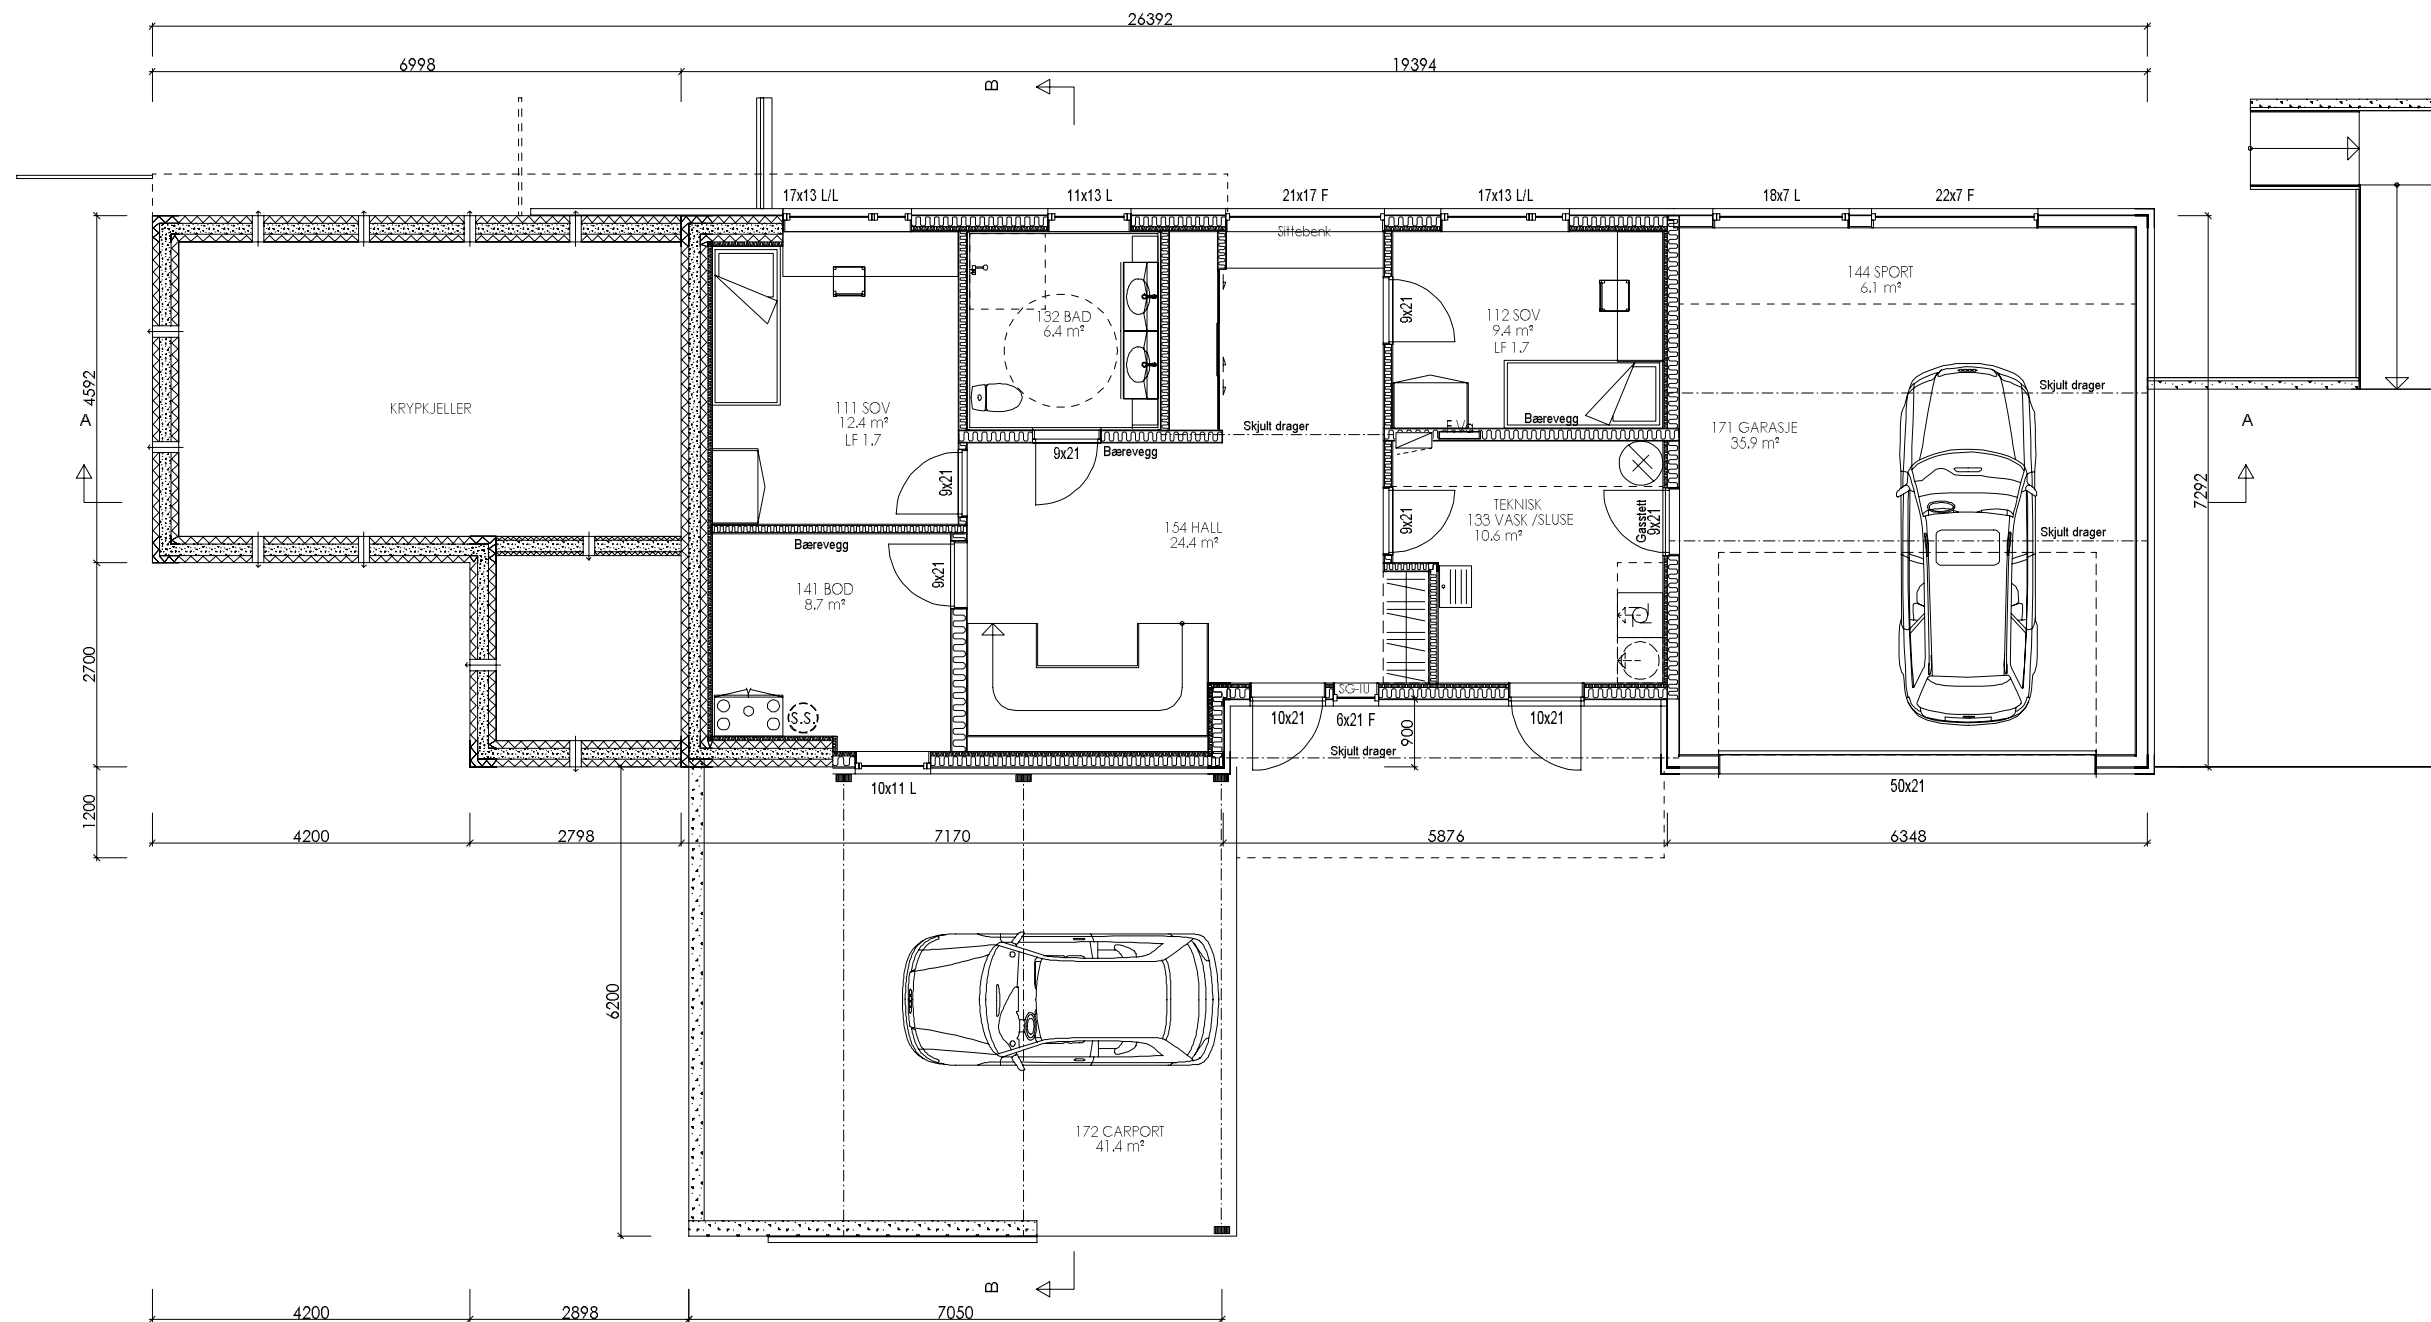 26392
6998
19394
B
17x13 L/L
11x13 L
21x17 F
17x13 L/L
18x7 L
22x7 F
Sittebenk
144 SPORT
6.1 m²
132 BAD
6.4 m²
9x21
112 SOV
9.4 m²
LF 1.7
4592
A
KRYPKJELLER
111 SOV
12.4 m²
LF 1.7
Skjult drager
Bærevegg
Skjult drager
171 GARASJE
35.9 m²
A
9x21
Bærevegg
9x21
9x21
TEKNISK
133 VASK /SLUSE
10.6 m²
Gasstett
9x21
7292
154 HALL
24.4 m²
Skjult drager
Bærevegg
141 BOD
8.7 m²
9x21
2700
S.S.
SG-10
10x21
6x21 F
10x21
900
Skjult drager
10x11 L
50x21
1200
4200
2798
7170
5876
6348
6200
172 CARPORT
41.4 m²
B
4200
2898
7050